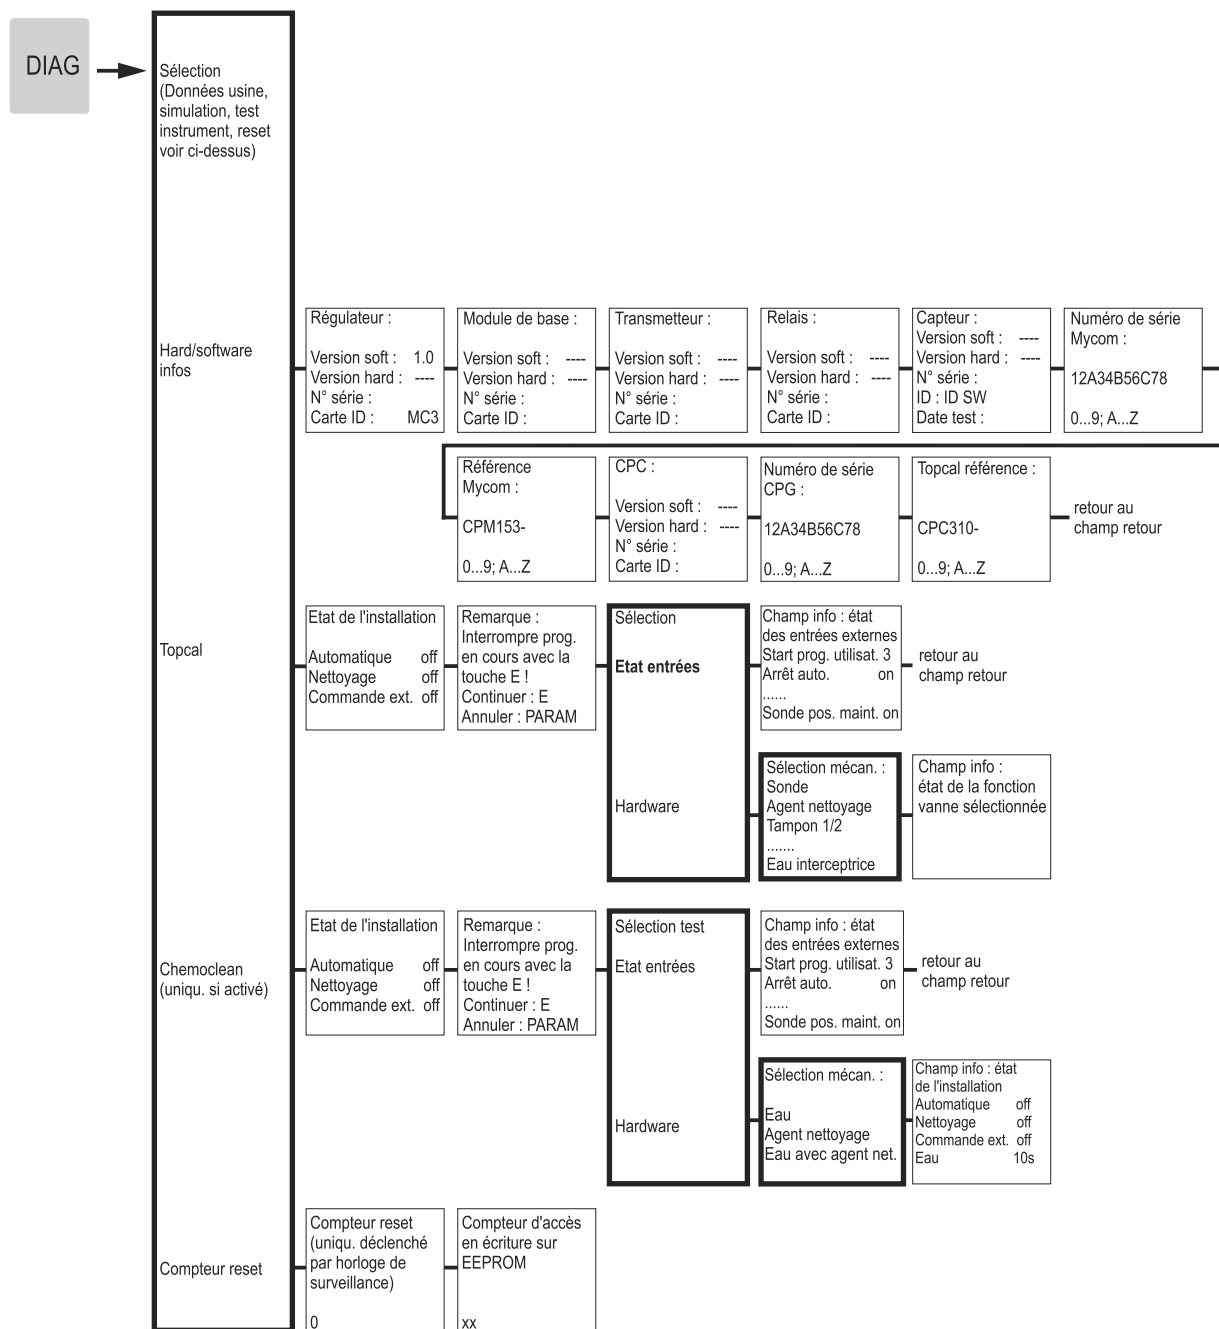 DIAG
Sélection
(Données usine,
simulation, test
instrument, reset
voir ci-dessus)
Hard/software
infos
Régulateur :
Version soft : 1.0
Version hard : ----
N° série :
Carte ID : MC3
Module de base :
Version soft : ----
Version hard : ----
N° série :
Carte ID :
Transmetteur :
Version soft : ----
Version hard : ----
N° série :
Carte ID :
Relais :
Version soft : ----
Version hard : ----
N° série :
Carte ID :
Capteur :
Version soft : ----
Version hard : ----
N° série :
ID : ID SW
Date test :
Numéro de série
Mycom :
12A34B56C78
0...9; A...Z
Référence
Mycom :
CPM153-
0...9; A...Z
CPC :
Version soft : ----
Version hard : ----
N° série :
Carte ID :
Numéro de série
CPG :
12A34B56C78
0...9; A...Z
Topcal référence :
CPC310-
0...9; A...Z
retour au
champ retour
Topcal
Etat de l'installation
Automatique off
Nettoyage off
Commande ext. off
Remarque :
Interrompre prog.
en cours avec la
touche E !
Continuer : E
Annuler : PARAM
Sélection
Etat entrées
Hardware
Champ info : état
des entrées externes
Start prog. utilisat. 3
Arrêt auto. on
......
Sonde pos. maint. on
retour au
champ retour
Sélection mécan. :
Sonde
Agent nettoyage
Tampon 1/2
.......
Eau interceptrice
Champ info :
état de la fonction
vanne sélectionnée
Chemoclean
(uniqu. si activé)
Etat de l'installation
Automatique off
Nettoyage off
Commande ext. off
Remarque :
Interrompre prog.
en cours avec la
touche E !
Continuer : E
Annuler : PARAM
Sélection test
Etat entrées
Hardware
Champ info : état
des entrées externes
Start prog. utilisat. 3
Arrêt auto. on
......
Sonde pos. maint. on
retour au
champ retour
Sélection mécan. :
Eau
Agent nettoyage
Eau avec agent net.
Champ info : état
de l'installation
Automatique off
Nettoyage off
Commande ext. off
Eau 10s
Compteur reset
Compteur reset
(uniqu. déclenché
par horloge de
surveillance)
0
Compteur d'accès
en écriture sur
EEPROM
xx